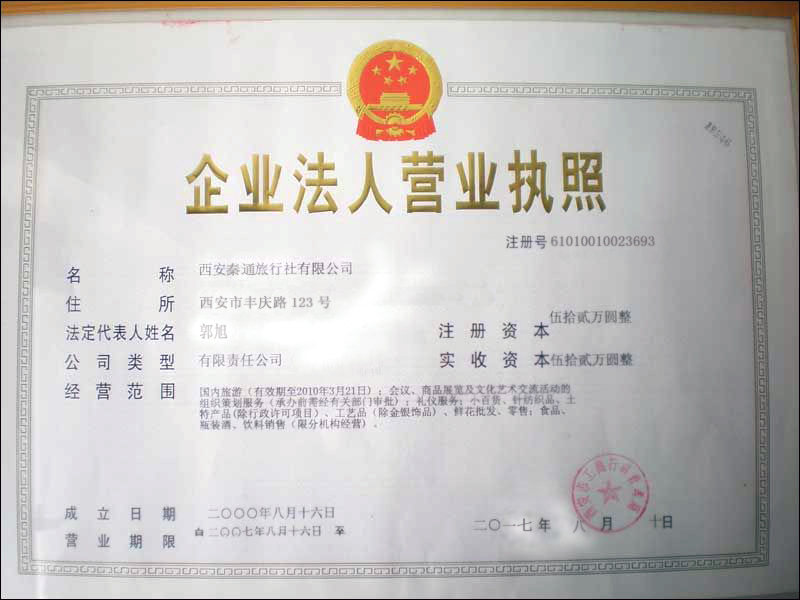 18546
企业法人营业执照
注册号 61010010023693
名称 西安秦通旅行社有限公司
住所 西安市丰庆路 123 号
法定代表人姓名 郭旭
注册资本 伍拾贰万圆整
公司类型 有限责任公司
实收资本 伍拾贰万圆整
经营范围 国内旅游（有效期至2010年3月21日）；会议、商品展览及文化艺术交流活动的
组织策划服务（承办前需经有关部门审批）；礼仪服务；小百货、针纺织品、土
特产品(除行政许可项目）、工艺品（除金银饰品）、鲜花批发、零售；食品、
瓶装酒、饮料销售（限分机构经营）、
成立日期 二〇〇〇年八月十六日
营业期限 自二〇〇七年八月十六日 至
二〇一七年 八月 十日